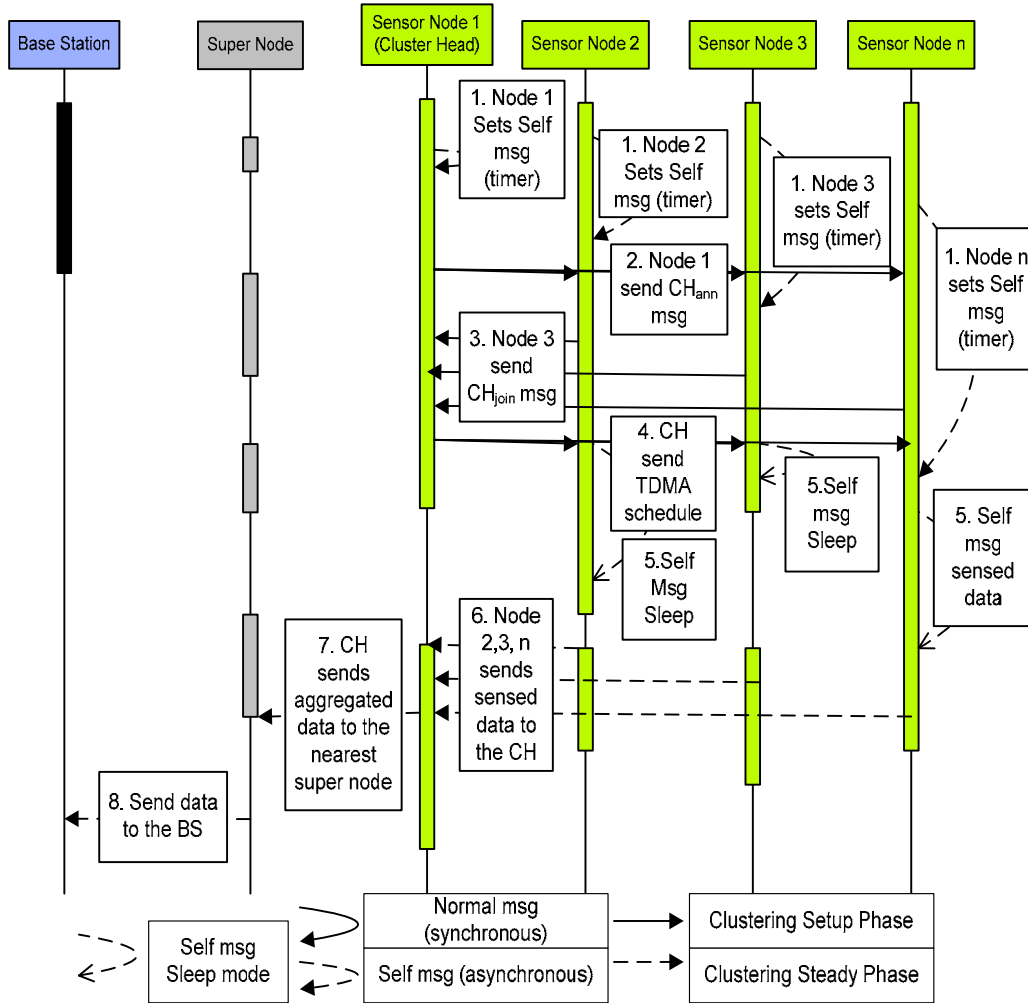 Base Station
Super Node
Sensor Node 1
(Cluster Head)
Sensor Node 2
Sensor Node 3
Sensor Node n
1. Node 1
Sets Self
msg
(timer)
1. Node 2
Sets Self
msg (timer)
1. Node 3
sets Self
msg (timer)
1. Node n
sets Self
msg
(timer)
2. Node 1
send CHann
msg
3. Node 3
send
CHjoin msg
4. CH
send
TDMA
schedule
5.Self
msg
Sleep
5. Self
msg
sensed
data
5.Self
Msg
Sleep
6. Node
2,3, n
sends
sensed
data to
the CH
7. CH
sends
aggregated
data to the
nearest
super node
8. Send data
to the BS
Normal msg
(synchronous)
Clustering Setup Phase
Self msg
Sleep mode
Self msg (asynchronous)
Clustering Steady Phase